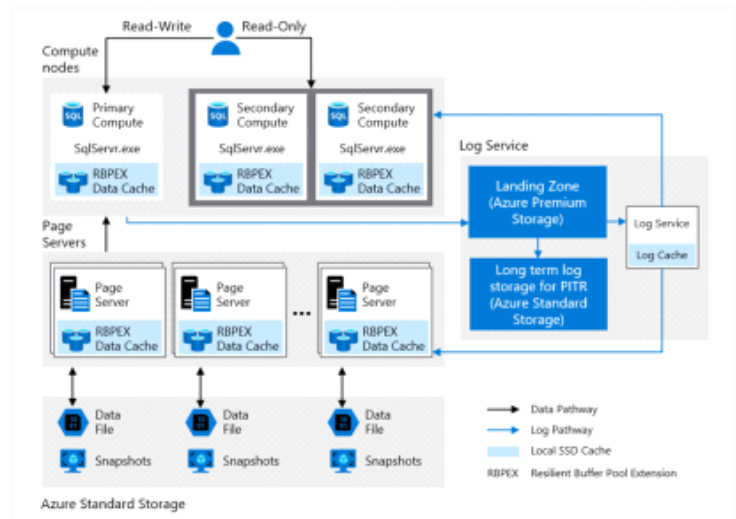 Read-Write
Read-Only
Compute
nodes
Primary
Compute
SqlServr.exe
RBPEX
Data Cache
SQL
Secondary
Compute
SqlServr.exe
RBPEX
Data Cache
SQL
Secondary
Compute
SqlServr.exe
RBPEX
Data Cache
SQL
Log Service
Landing Zone
(Azure Premium
Storage)
Long term log
storage for PITR
(Azure Standard
Storage)
Log Service
Log Cache
Page
Servers
Page
Server
RBPEX
Data Cache
Page
Server
RBPEX
Data Cache
...
Page
Server
RBPEX
Data Cache
Data
File
Snapshots
Data
File
Snapshots
Data
File
Snapshots
Azure Standard Storage
Data Pathway
Log Pathway
Local SSD Cache
RBPEX Resilient Buffer Pool Extension